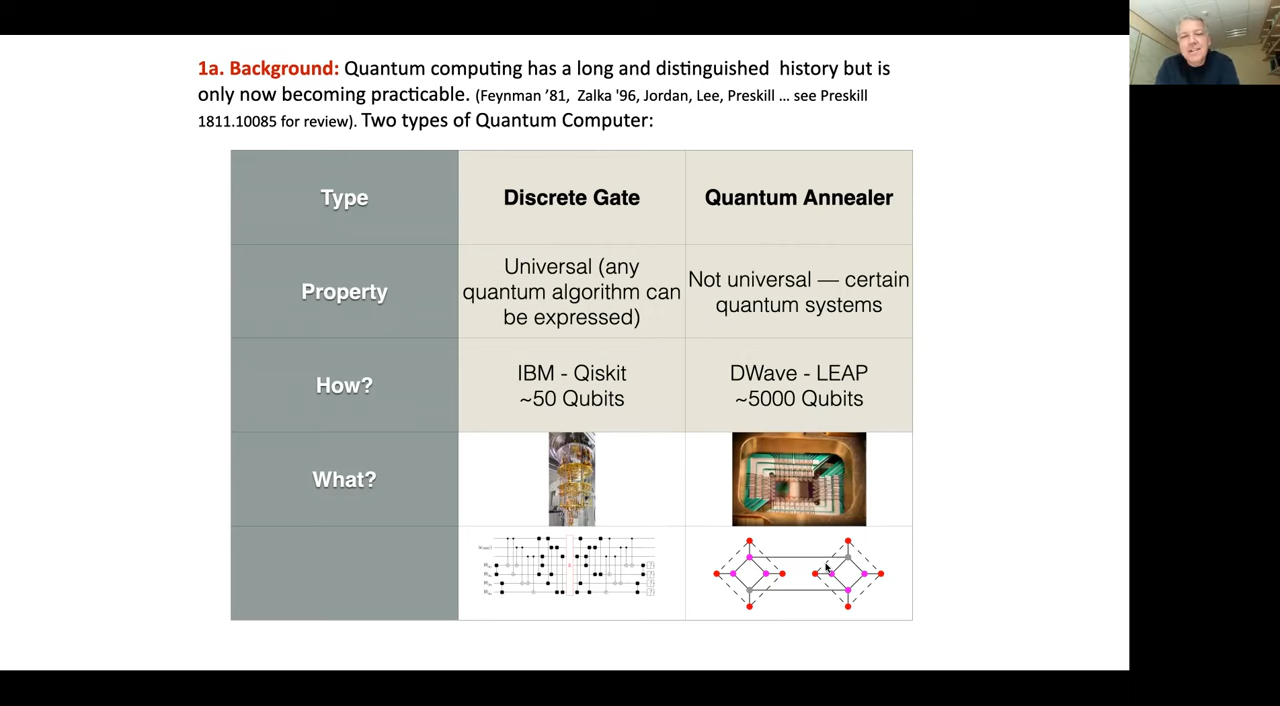 1a. Background: Quantum computing has a long and distinguished history but is
only now becoming practicable. (Feynman ’81, Zalka '96, Jordan, Lee, Preskill ... see Preskill
1811.10085 for review). Two types of Quantum Computer:
Type
Discrete Gate
Quantum Annealer
Property
Universal (any
quantum algorithm can
be expressed)
Not universal — certain
quantum systems
How?
IBM - Qiskit
~50 Qubits
DWave - LEAP
~5000 Qubits
What?